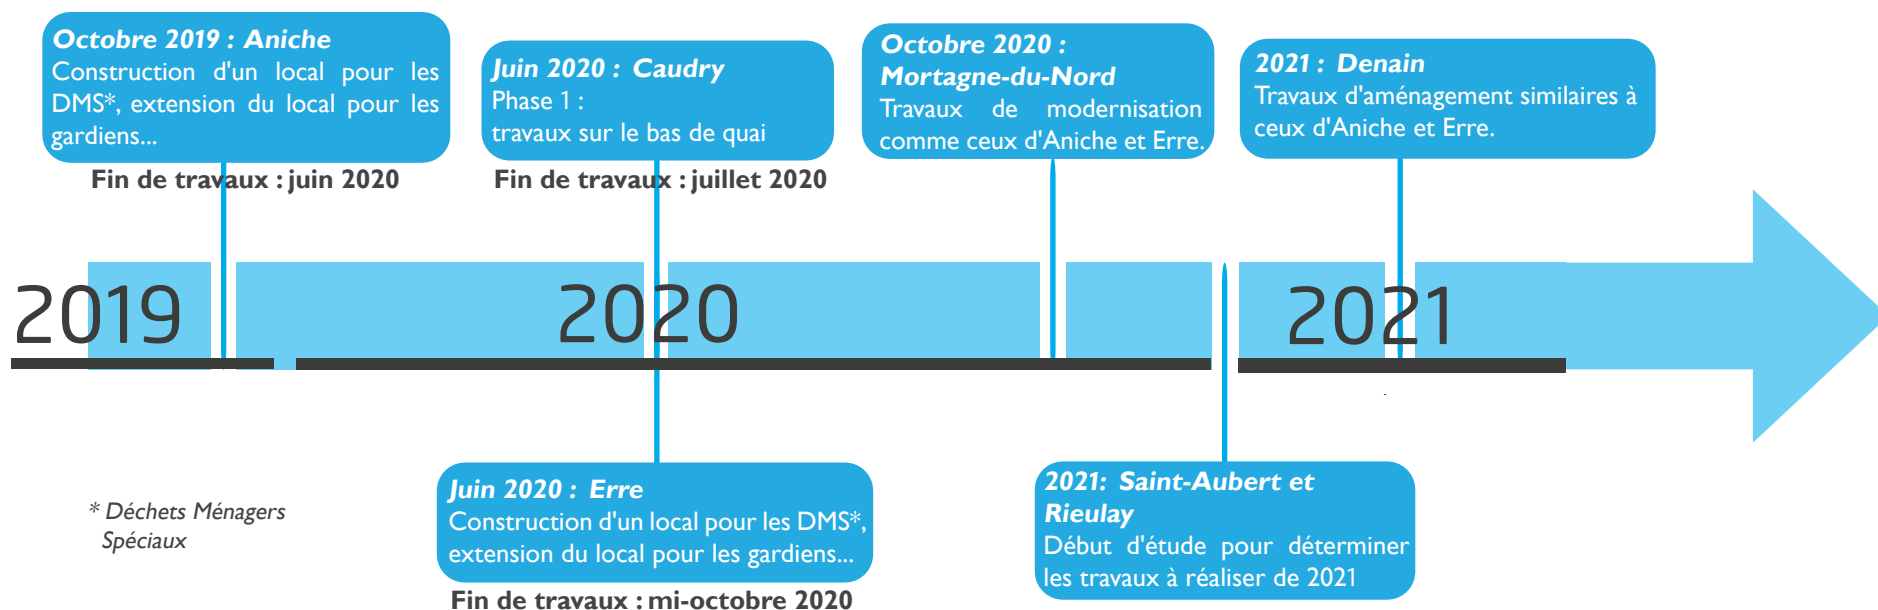 Octobre 2019 : Aniche
Construction d'un local pour les
DMS*, extension du local pour les
gardiens...
Fin de travaux : juin 2020
Juin 2020 : Caudry
Phase 1 :
travaux sur le bas de quai
Fin de travaux : juillet 2020
Octobre 2020 :
Mortagne-du-Nord
Travaux de modernisation
comme ceux d'Aniche et Erre.
2021 : Denain
Travaux d'aménagement similaires à
ceux d'Aniche et Erre.
2019
2020
2021
Juin 2020 : Erre
Construction d'un local pour les DMS*,
extension du local pour les gardiens...
Fin de travaux : mi-octobre 2020
2021: Saint-Aubert et
Rieulay
Début d'étude pour déterminer
les travaux à réaliser de 2021
* Déchets Ménagers
Spéciaux